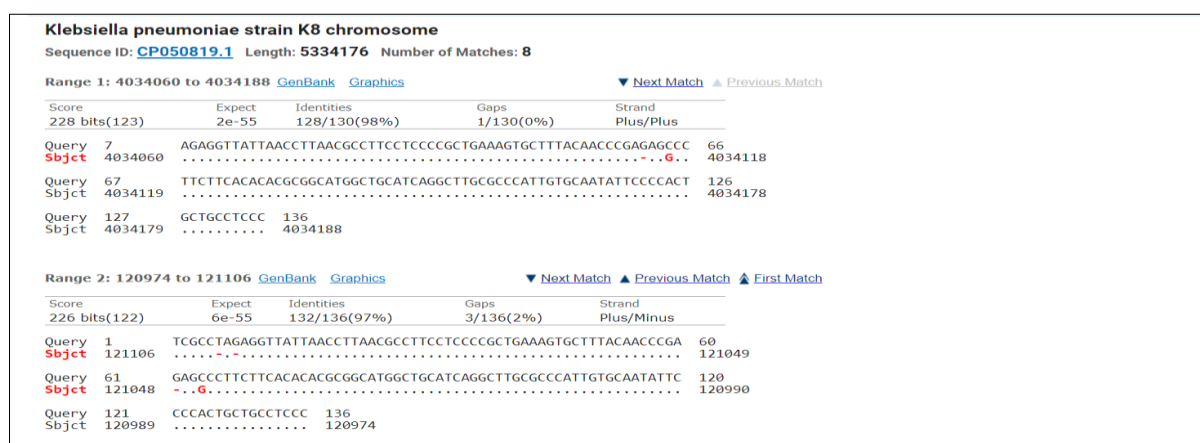 Klebsiella pneumoniae strain K8 chromosome
Sequence ID: CP050819.1 Length: 5334176 Number of Matches: 8
Range 1: 4034060 to 4034188 GenBank Graphics ▼ Next Match ▲ Previous Match
Score Expect Identities Gaps Strand
228 bits(123) 2e-55 128/130(98%) 1/130(0%) Plus/Plus
Query 7 AGAGGTTATTAACCTTAACGCCTTCCTCCCCGCTGAAAGTGCTTTACAACCCGAGAGCCC 66
Sbjct 4034060 ......................................................-..G.. 4034118
Query 67 TTCTTCACACACGCGGCATGGCTGCATCAGGCTTGCGCCCATTGTGCAATATTCCCCACT 126
Sbjct 4034119 ............................................................ 4034178
Query 127 GCTGCCTCCC 136
Sbjct 4034179 .......... 4034188
Range 2: 120974 to 121106 GenBank Graphics ▼ Next Match ▲ Previous Match First Match
Score Expect Identities Gaps Strand
226 bits(122) 6e-55 132/136(97%) 3/136(2%) Plus/Minus
Query 1 TCGCCTAGAGGTTATTAACCTTAACGCCTTCCTCCCCGCTGAAAGTGCTTTACAACCCGA 60
Sbjct 121106 .....-.-.................................................... 121049
Query 61 GAGCCCTTCTTCACACACGCGGCATGGCTGCATCAGGCTTGCGCCCATTGTGCAATATTC 120
Sbjct 121048 -..G........................................................ 120990
Query 121 CCCACTGCTGCCTCCC 136
Sbjct 120989 ................ 120974